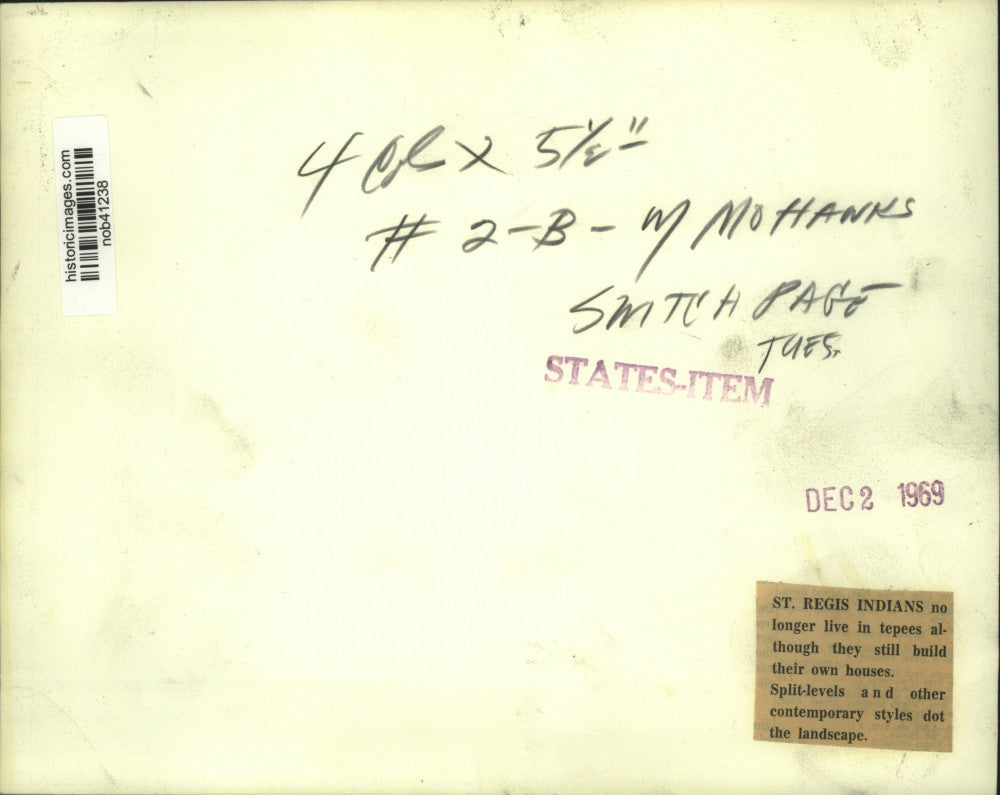 historicimages.com
nob41238
4 Col x 5½"
# 2-B - W/ MOHAWKS
SWITCH PAGE
TUES.
STATES-ITEM
DEC 2 1969
ST. REGIS INDIANS no
longer live in tepees al-
though they still build
their own houses.
Split-levels and other
contemporary styles dot
the landscape.